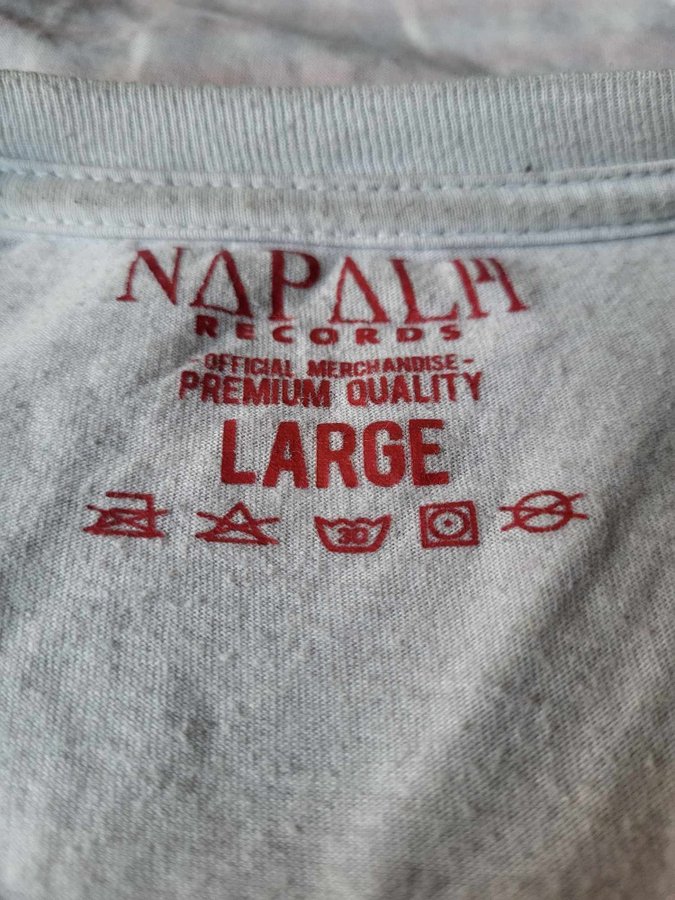 NAPALM
RECORDS
-OFFICIAL MERCHANDISE-
PREMIUM QUALITY
LARGE
30